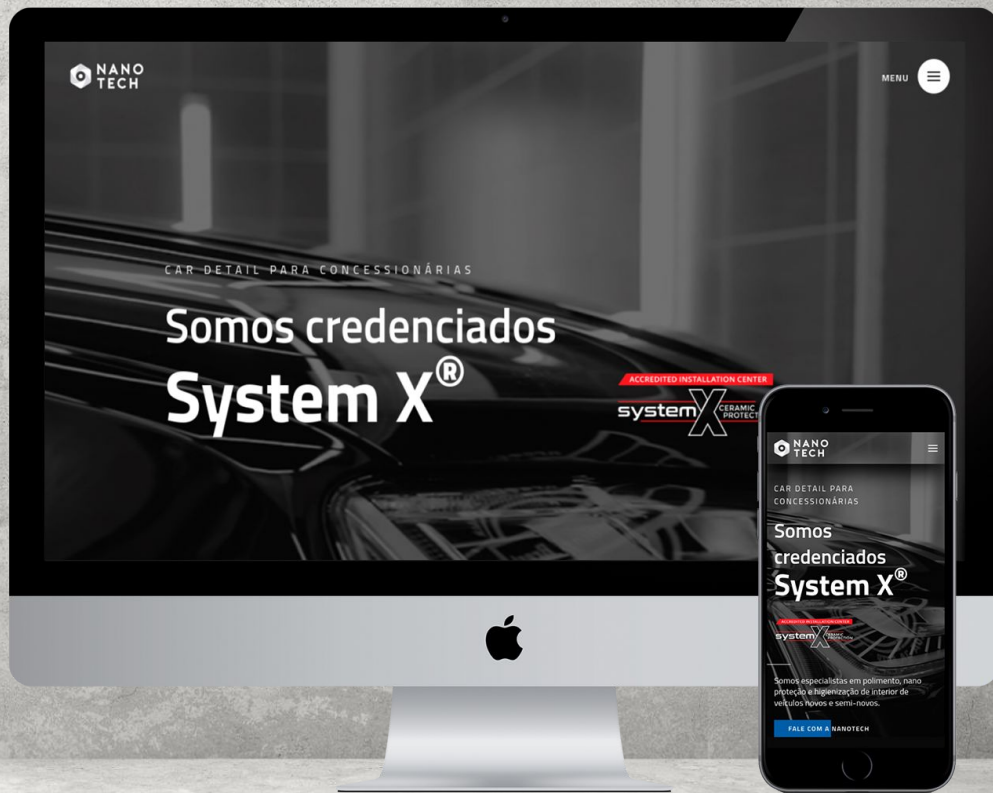 NANO
TECH
MENU
CAR DETAIL PARA CONCESSIONÁRIAS
Somos credenciados
System X®
ACCREDITED INSTALLATION CENTER
system X CERAMIC
NANO
TECH
CAR DETAIL PARA
CONCESSIONÁRIAS
Somos
credenciados
System X®
ACCREDITED INSTALLATION CENTER
system X CERAMIC
PROTECTION
Somos especialistas em polimento, nano
proteção e higienização de interior de
veículos novos e semi-novos.
FALE COM A NANOTECH